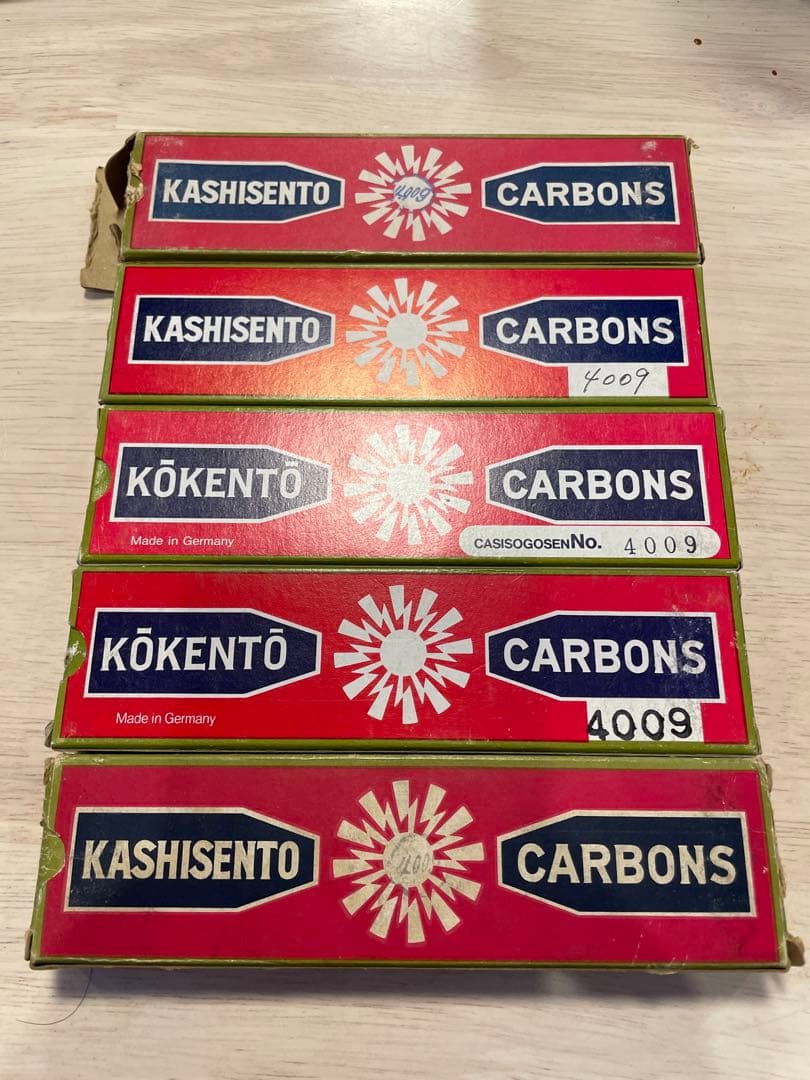 KASHISENTO 4009 CARBONS
KASHISENTO CARBONS
4009
KŌKENTŌ CARBONS
Made in Germany CASISOGOSENNo. 4009
KŌKENTŌ CARBONS
Made in Germany 4009
KASHISENTO CARBONS